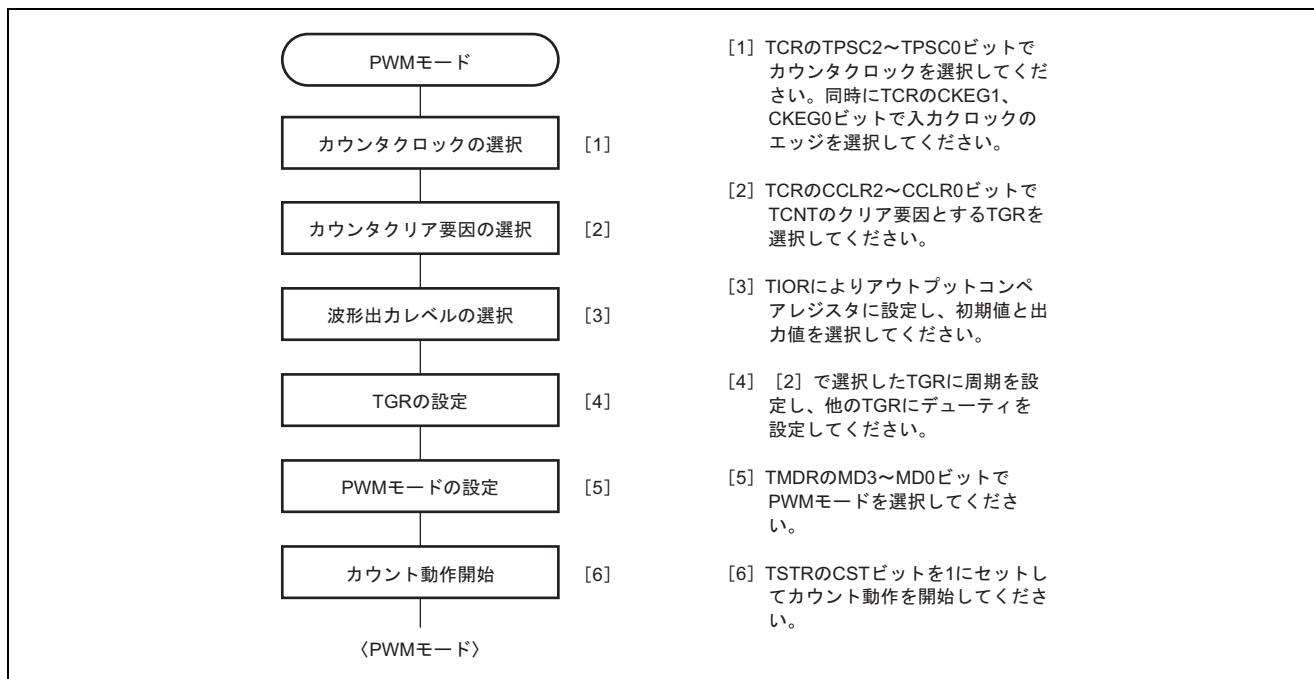 PWMモード
カウンタクロックの選択 [1]
カウンタクリア要因の選択 [2]
波形出力レベルの選択 [3]
TGRの設定 [4]
PWMモードの設定 [5]
カウント動作開始 [6]
〈PWMモード〉
[1] TCRのTPSC2~TPSC0ビットで
カウンタクロックを選択してくだ
さい。同時にTCRのCKEG1、
CKEG0ビットで入力クロックの
エッジを選択してください。
[2] TCRのCCLR2~CCLR0ビットで
TCNTのクリア要因とするTGRを
選択してください。
[3] TIORによりアウトプットコンペ
アレジスタに設定し、初期値と出
力値を選択してください。
[4] [2]で選択したTGRに周期を設
定し、他のTGRにデューティを
設定してください。
[5] TMDRのMD3~MD0ビットで
PWMモードを選択してくださ
い。
[6] TSTRのCSTビットを1にセットし
てカウント動作を開始してくださ
い。